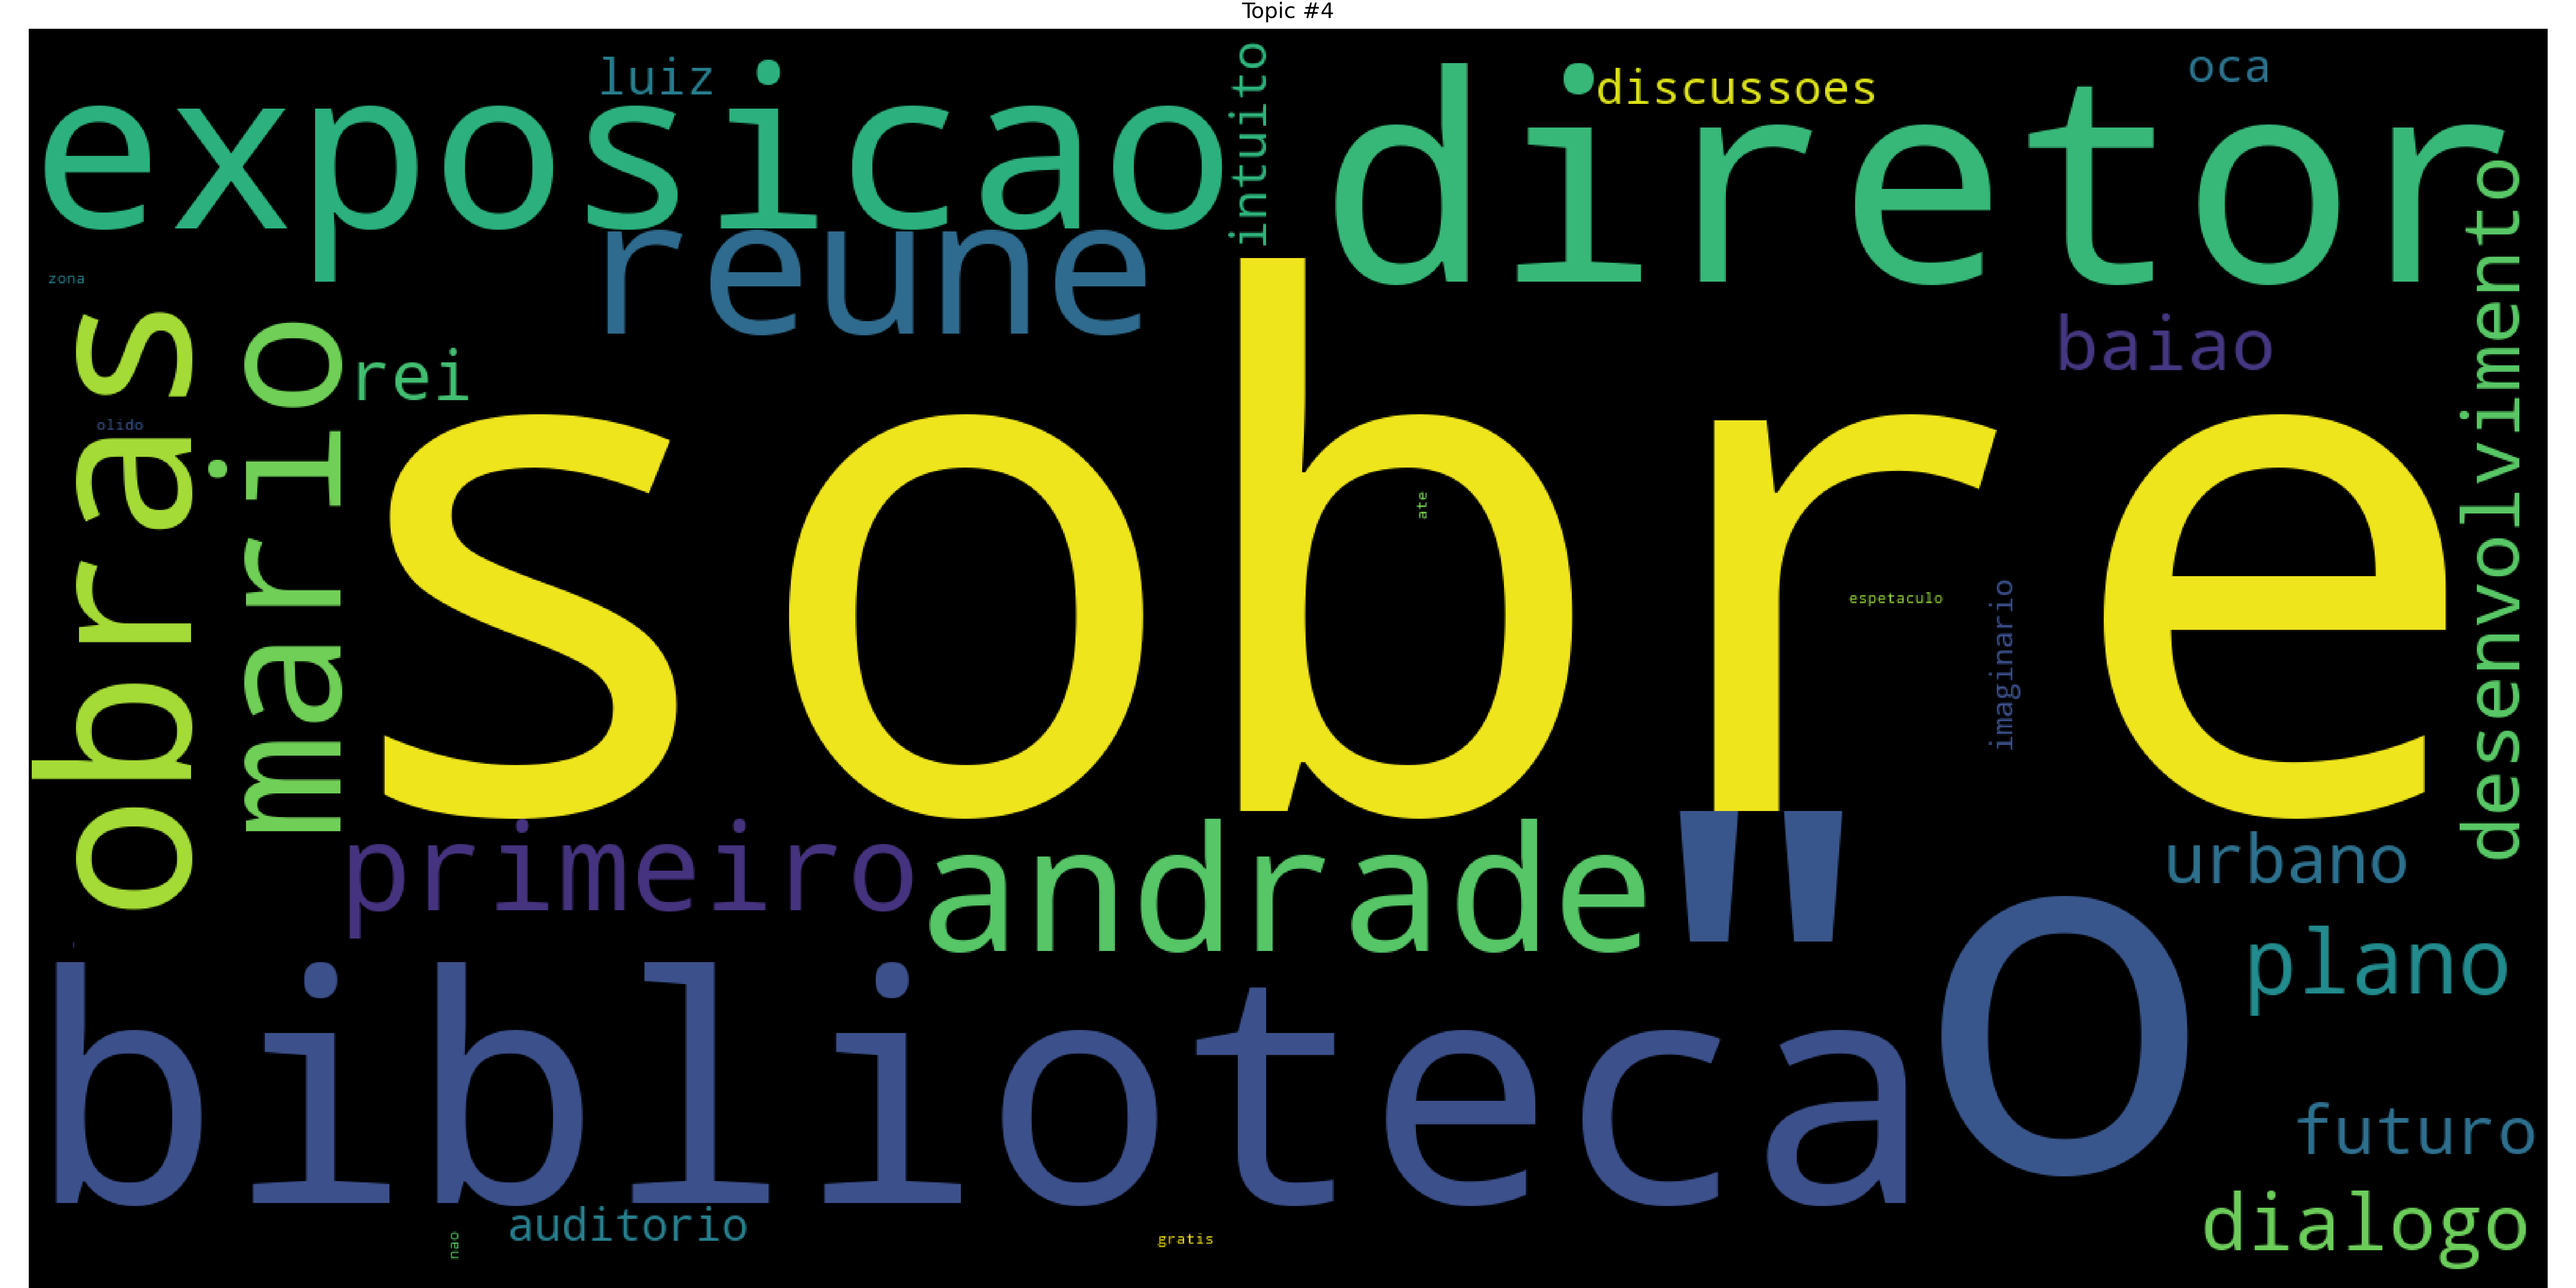 Topic #4
luiz
exposicao
intuito
diretor
discussoes
oca
reune
zona
obras
mario
rei
olido
sobre
ate
espetaculo
imaginario
baiao
desenvolvimento
primeiro
andrade
"o
urbano
plano
biblioteca
futuro
auditorio
nao
gratis
dialogo